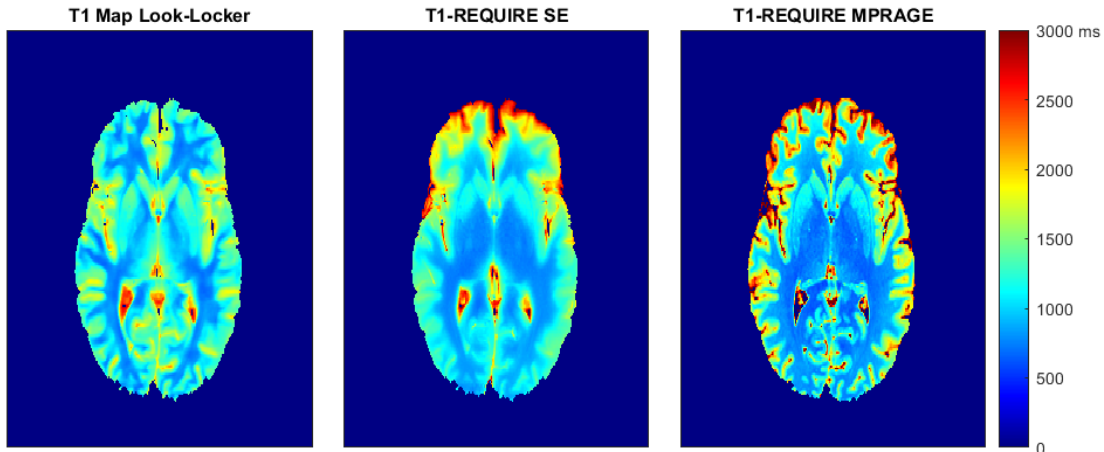 T1 Map Look-Locker
T1-REQUIRE SE
T1-REQUIRE MPRAGE
3000 ms
2500
2000
1500
1000
500
0